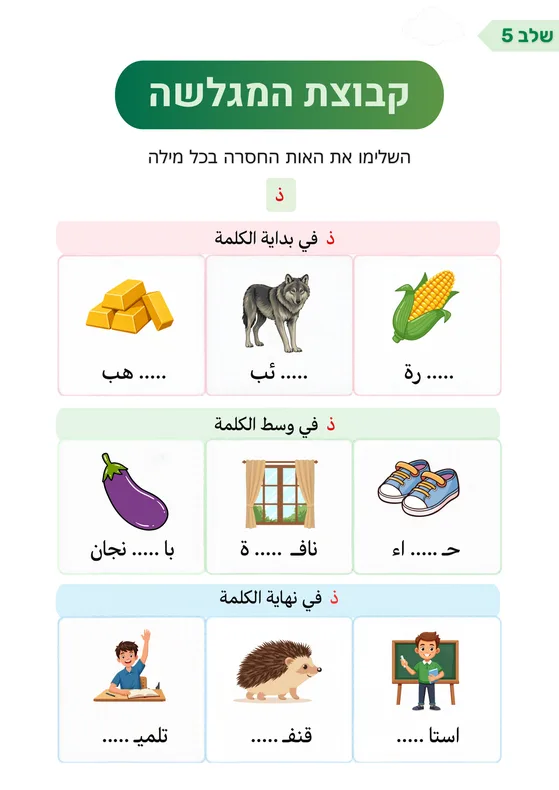 שלב 5
קבוצת המגלשה
השלימו את האות החסרה בכל מילה
ذ
ذ في بداية الكلمة
..... رة
..... ئب
..... هب
ذ في وسط الكلمة
حـ ..... اء
نافـ ..... ة
با ..... نجان
ذ في نهاية الكلمة
استا .....
قنفـ .....
تلميـ .....